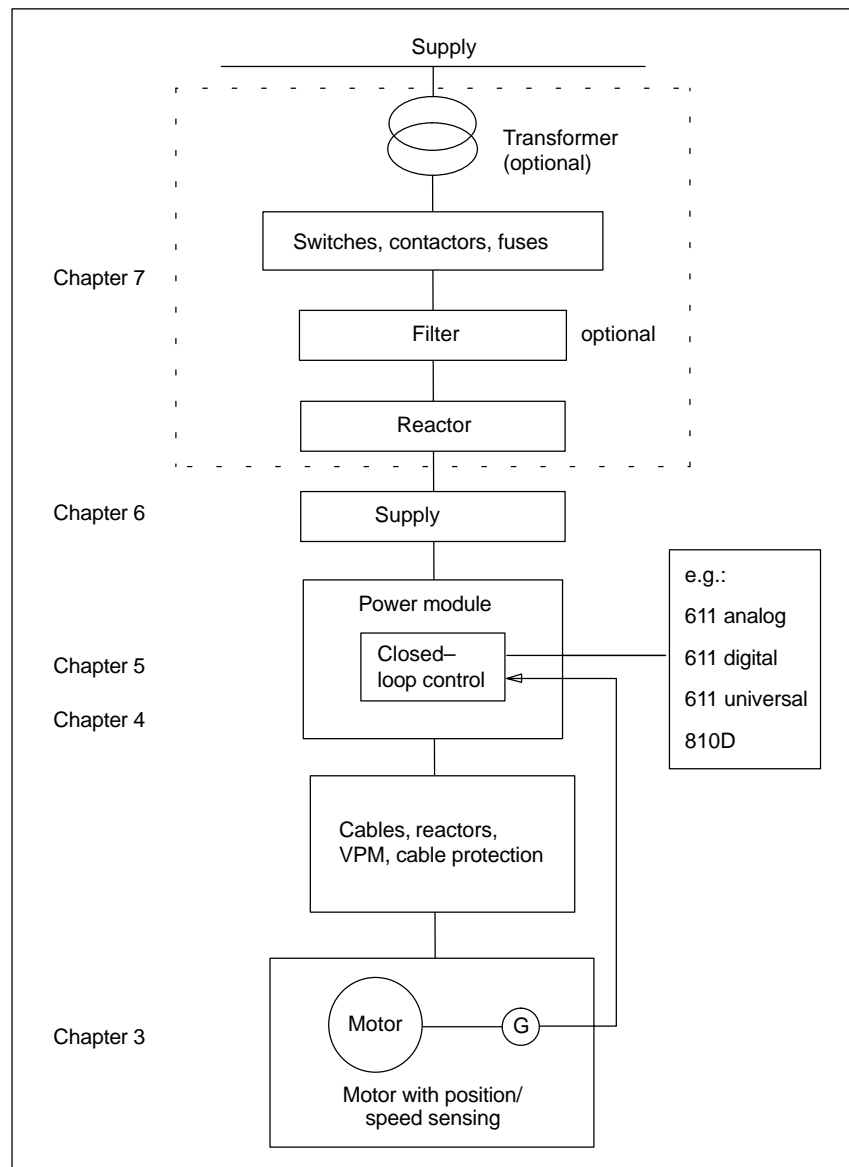 Supply
Transformer
(optional)
Switches, contactors, fuses
Chapter 7
Filter
optional
Reactor
Chapter 6
Supply
Power module
Closed–
loop control
e.g.:
611 analog
611 digital
611 universal
810D
Chapter 5
Chapter 4
Cables, reactors,
VPM, cable protection
Chapter 3
Motor
G
Motor with position/
speed sensing